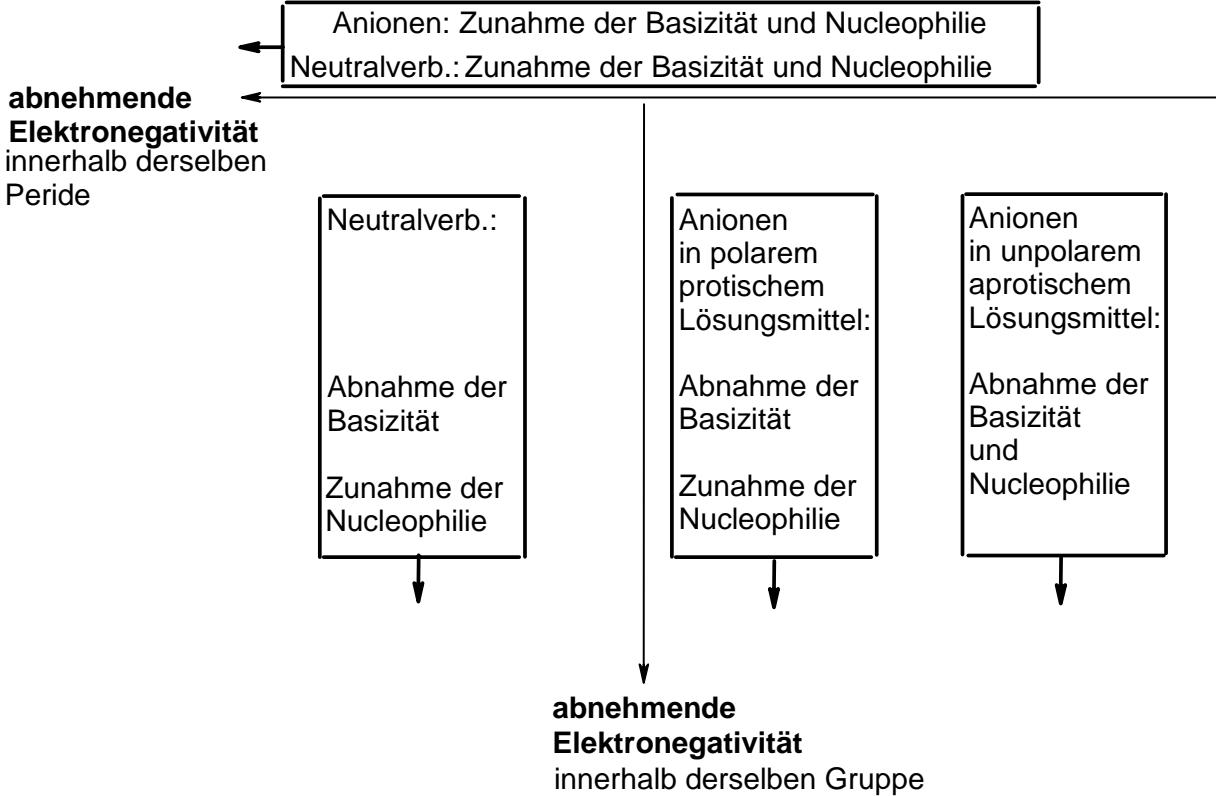 Anionen: Zunahme der Basizität und Nucleophilie
Neutralverb.: Zunahme der Basizität und Nucleophilie
abnehmende
Elektronegativität
innerhalb derselben
Peride
Neutralverb.:
Abnahme der
Basizität
Zunahme der
Nucleophilie
Anionen
in polarem
protischem
Lösungsmittel:
Abnahme der
Basizität
Zunahme der
Nucleophilie
Anionen
in unpolarem
aprotischem
Lösungsmittel:
Abnahme der
Basizität
und
Nucleophilie
abnehmende
Elektronegativität
innerhalb derselben Gruppe